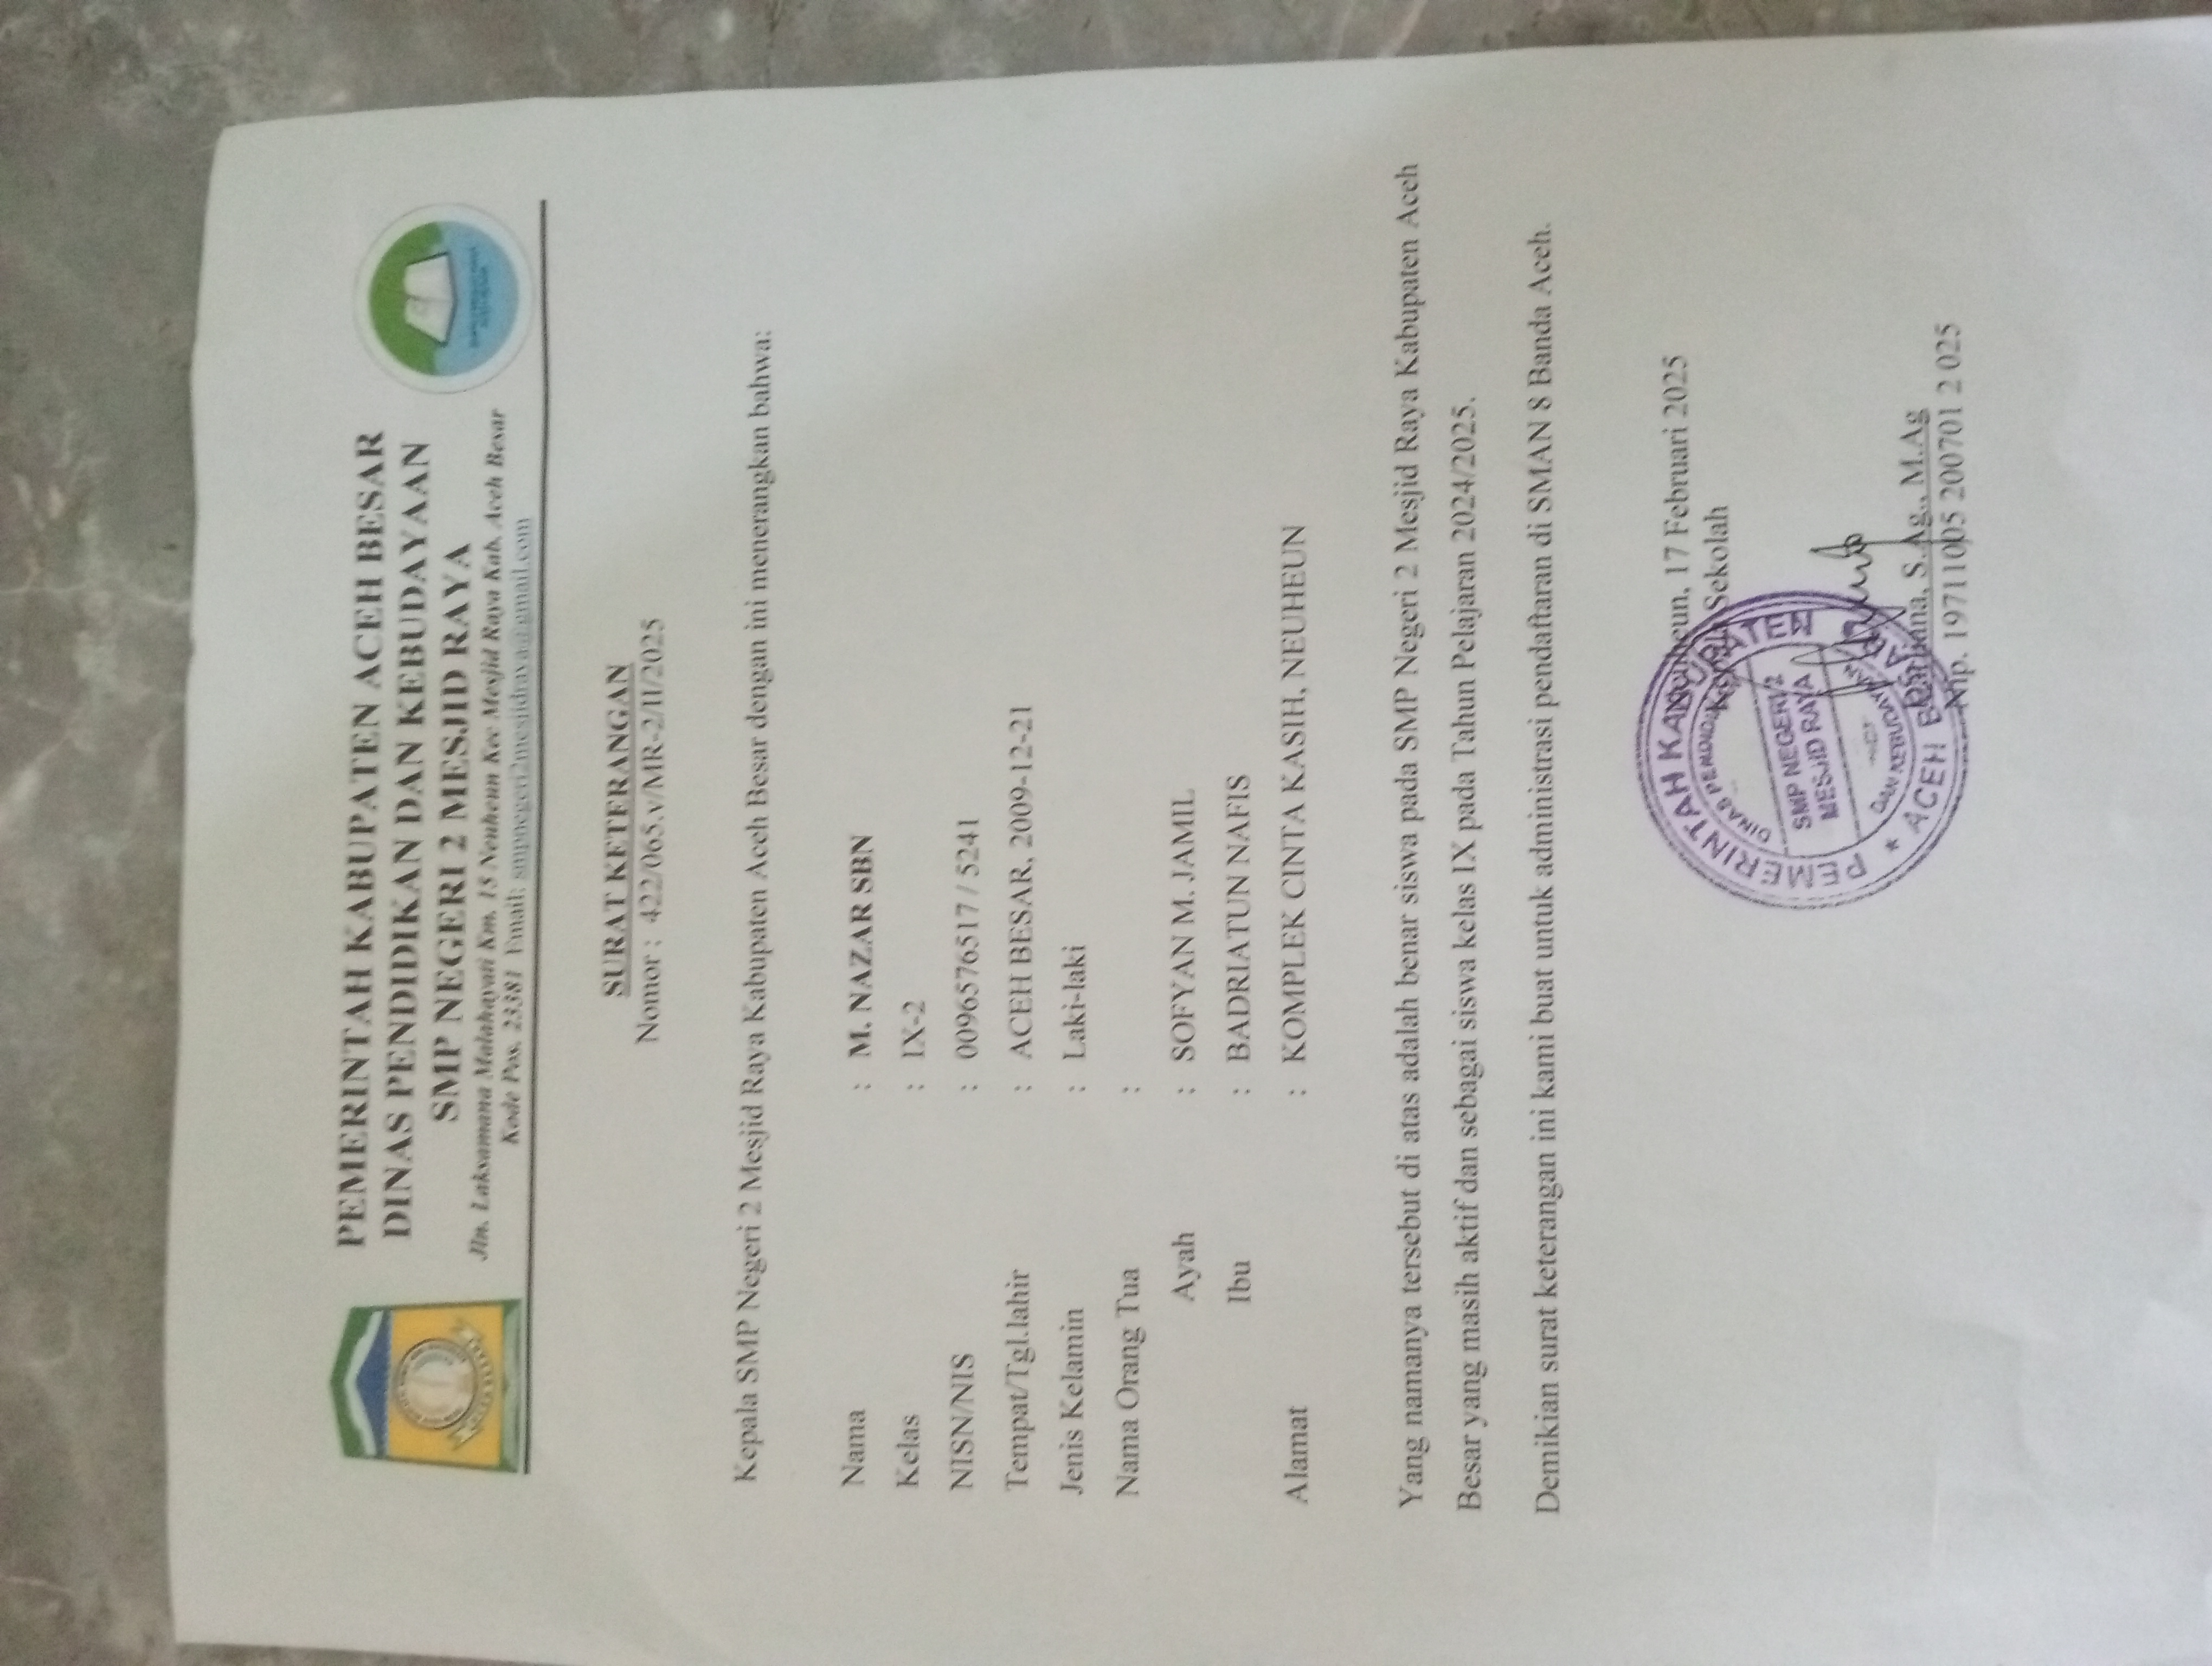 PEMERINTAH KABUPATEN ACEH BESAR
DINAS PENDIDIKAN DAN KEBUDAYAAN
SMP NEGERI 2 MESJID RAYA
Jln. Laksamana Malahayati Km. 15 Neuheun Kec Mesjid Raya Kab. Aceh Besar
Kode Pos. 23381 Email: smpnegeri2mesjidraya@gmail.com
SURAT KETERANGAN
Nomor : 422/065.v/MR-2/II/2025
Kepala SMP Negeri 2 Mesjid Raya Kabupaten Aceh Besar dengan ini menerangkan bahwa:
Nama : M. NAZAR SBN
Kelas : IX-2
NISN/NIS : 0096576517 / 5241
Tempat/Tgl.lahir : ACEH BESAR, 2009-12-21
Jenis Kelamin : Laki-laki
Nama Orang Tua :
Ayah : SOFYAN M. JAMIL
Ibu : BADRIATUN NAFIS
Alamat : KOMPLEK CINTA KASIH, NEUHEUN
Yang namanya tersebut di atas adalah benar siswa pada SMP Negeri 2 Mesjid Raya Kabupaten Aceh
Besar yang masih aktif dan sebagai siswa kelas IX pada Tahun Pelajaran 2024/2025.
Demikian surat keterangan ini kami buat untuk administrasi pendaftaran di SMAN 8 Banda Aceh.
17 Februari 2025
Sekolah
S.Ag., M.Ag
Nip. 19711005 200701 2 025
PEMERINTAH KABUPATEN
DINAS PENDIDIKAN
SMP NEGERI 2
MESJID RAYA
DAN KEBUDAYAAN
* ACEH BESAR